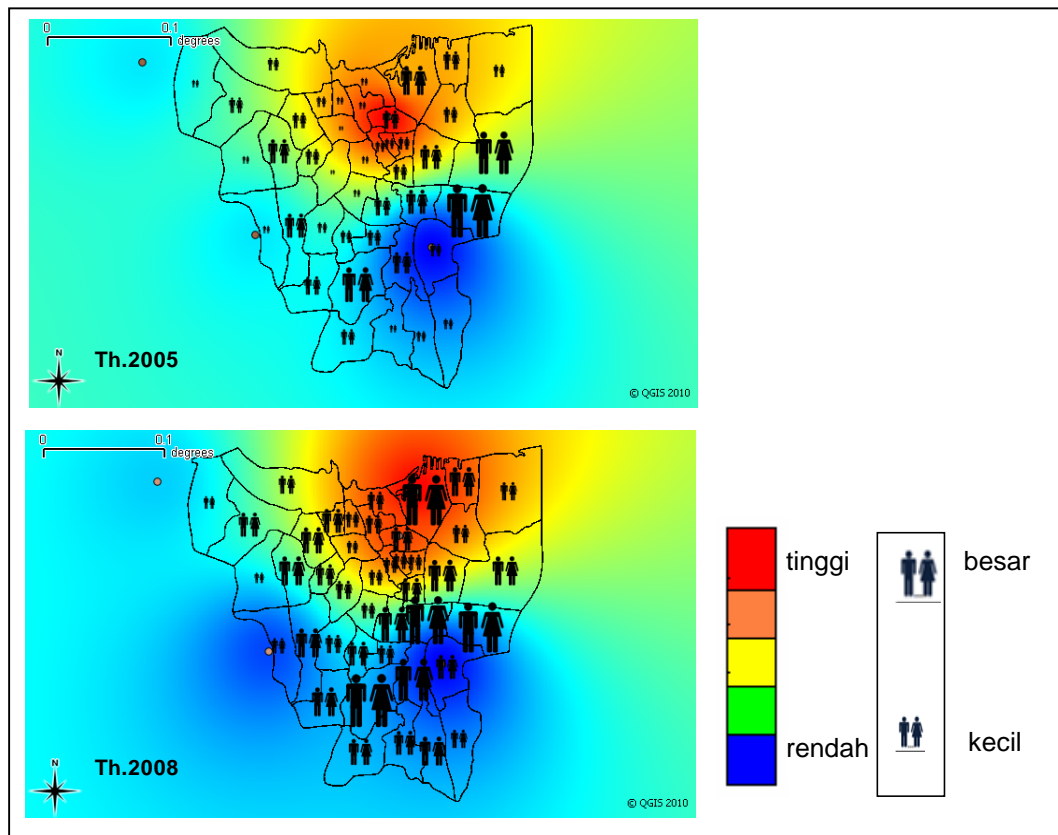 0 0.1
degrees
N
Th.2005
© QGIS 2010
0 0.1
degrees
N
Th.2008
© QGIS 2010
tinggi
rendah
besar
kecil